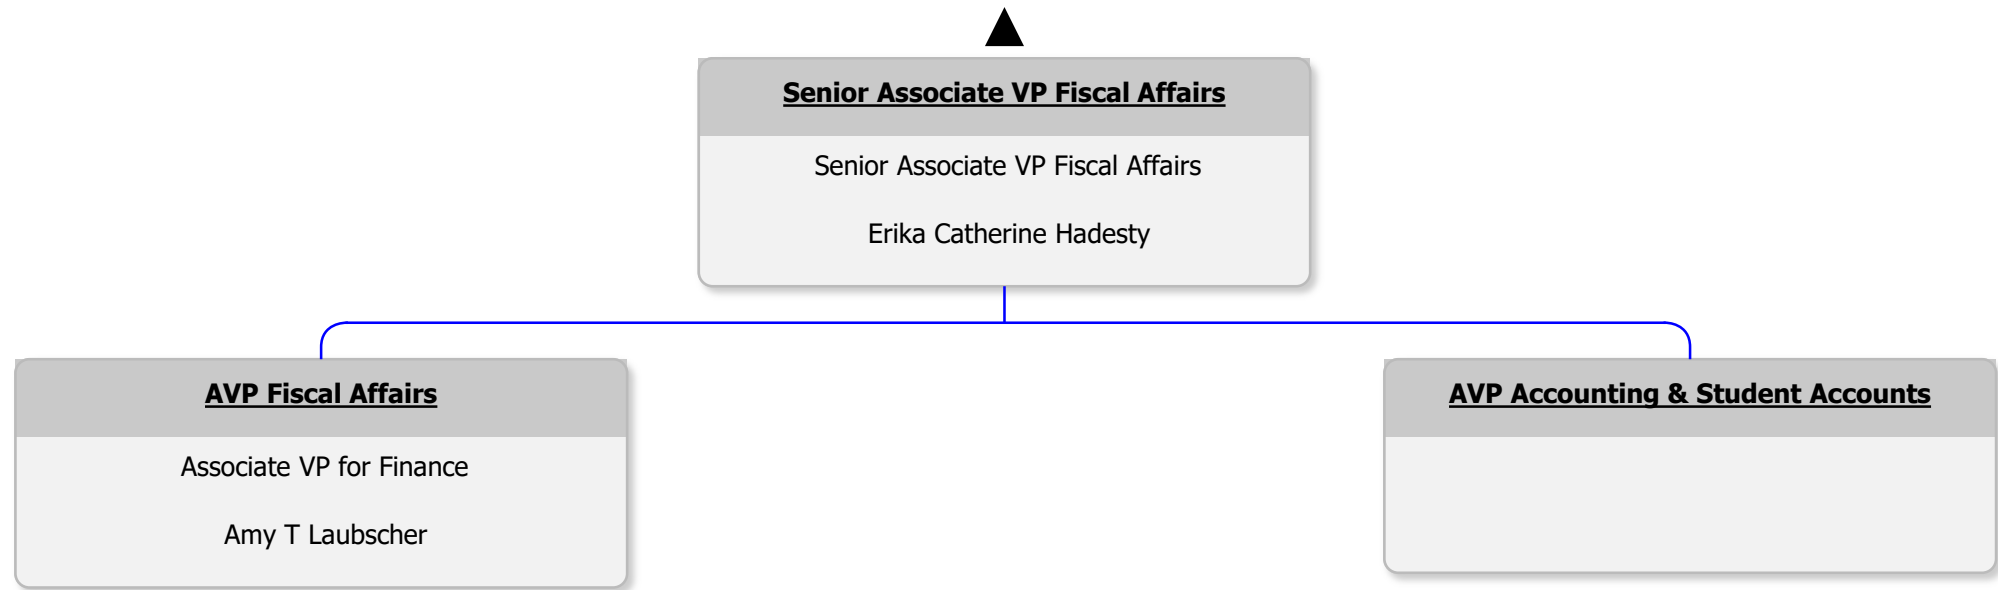 Senior Associate VP Fiscal Affairs
Senior Associate VP Fiscal Affairs
Erika Catherine Hadesty
AVP Fiscal Affairs
Associate VP for Finance
Amy T Laubscher
AVP Accounting & Student Accounts